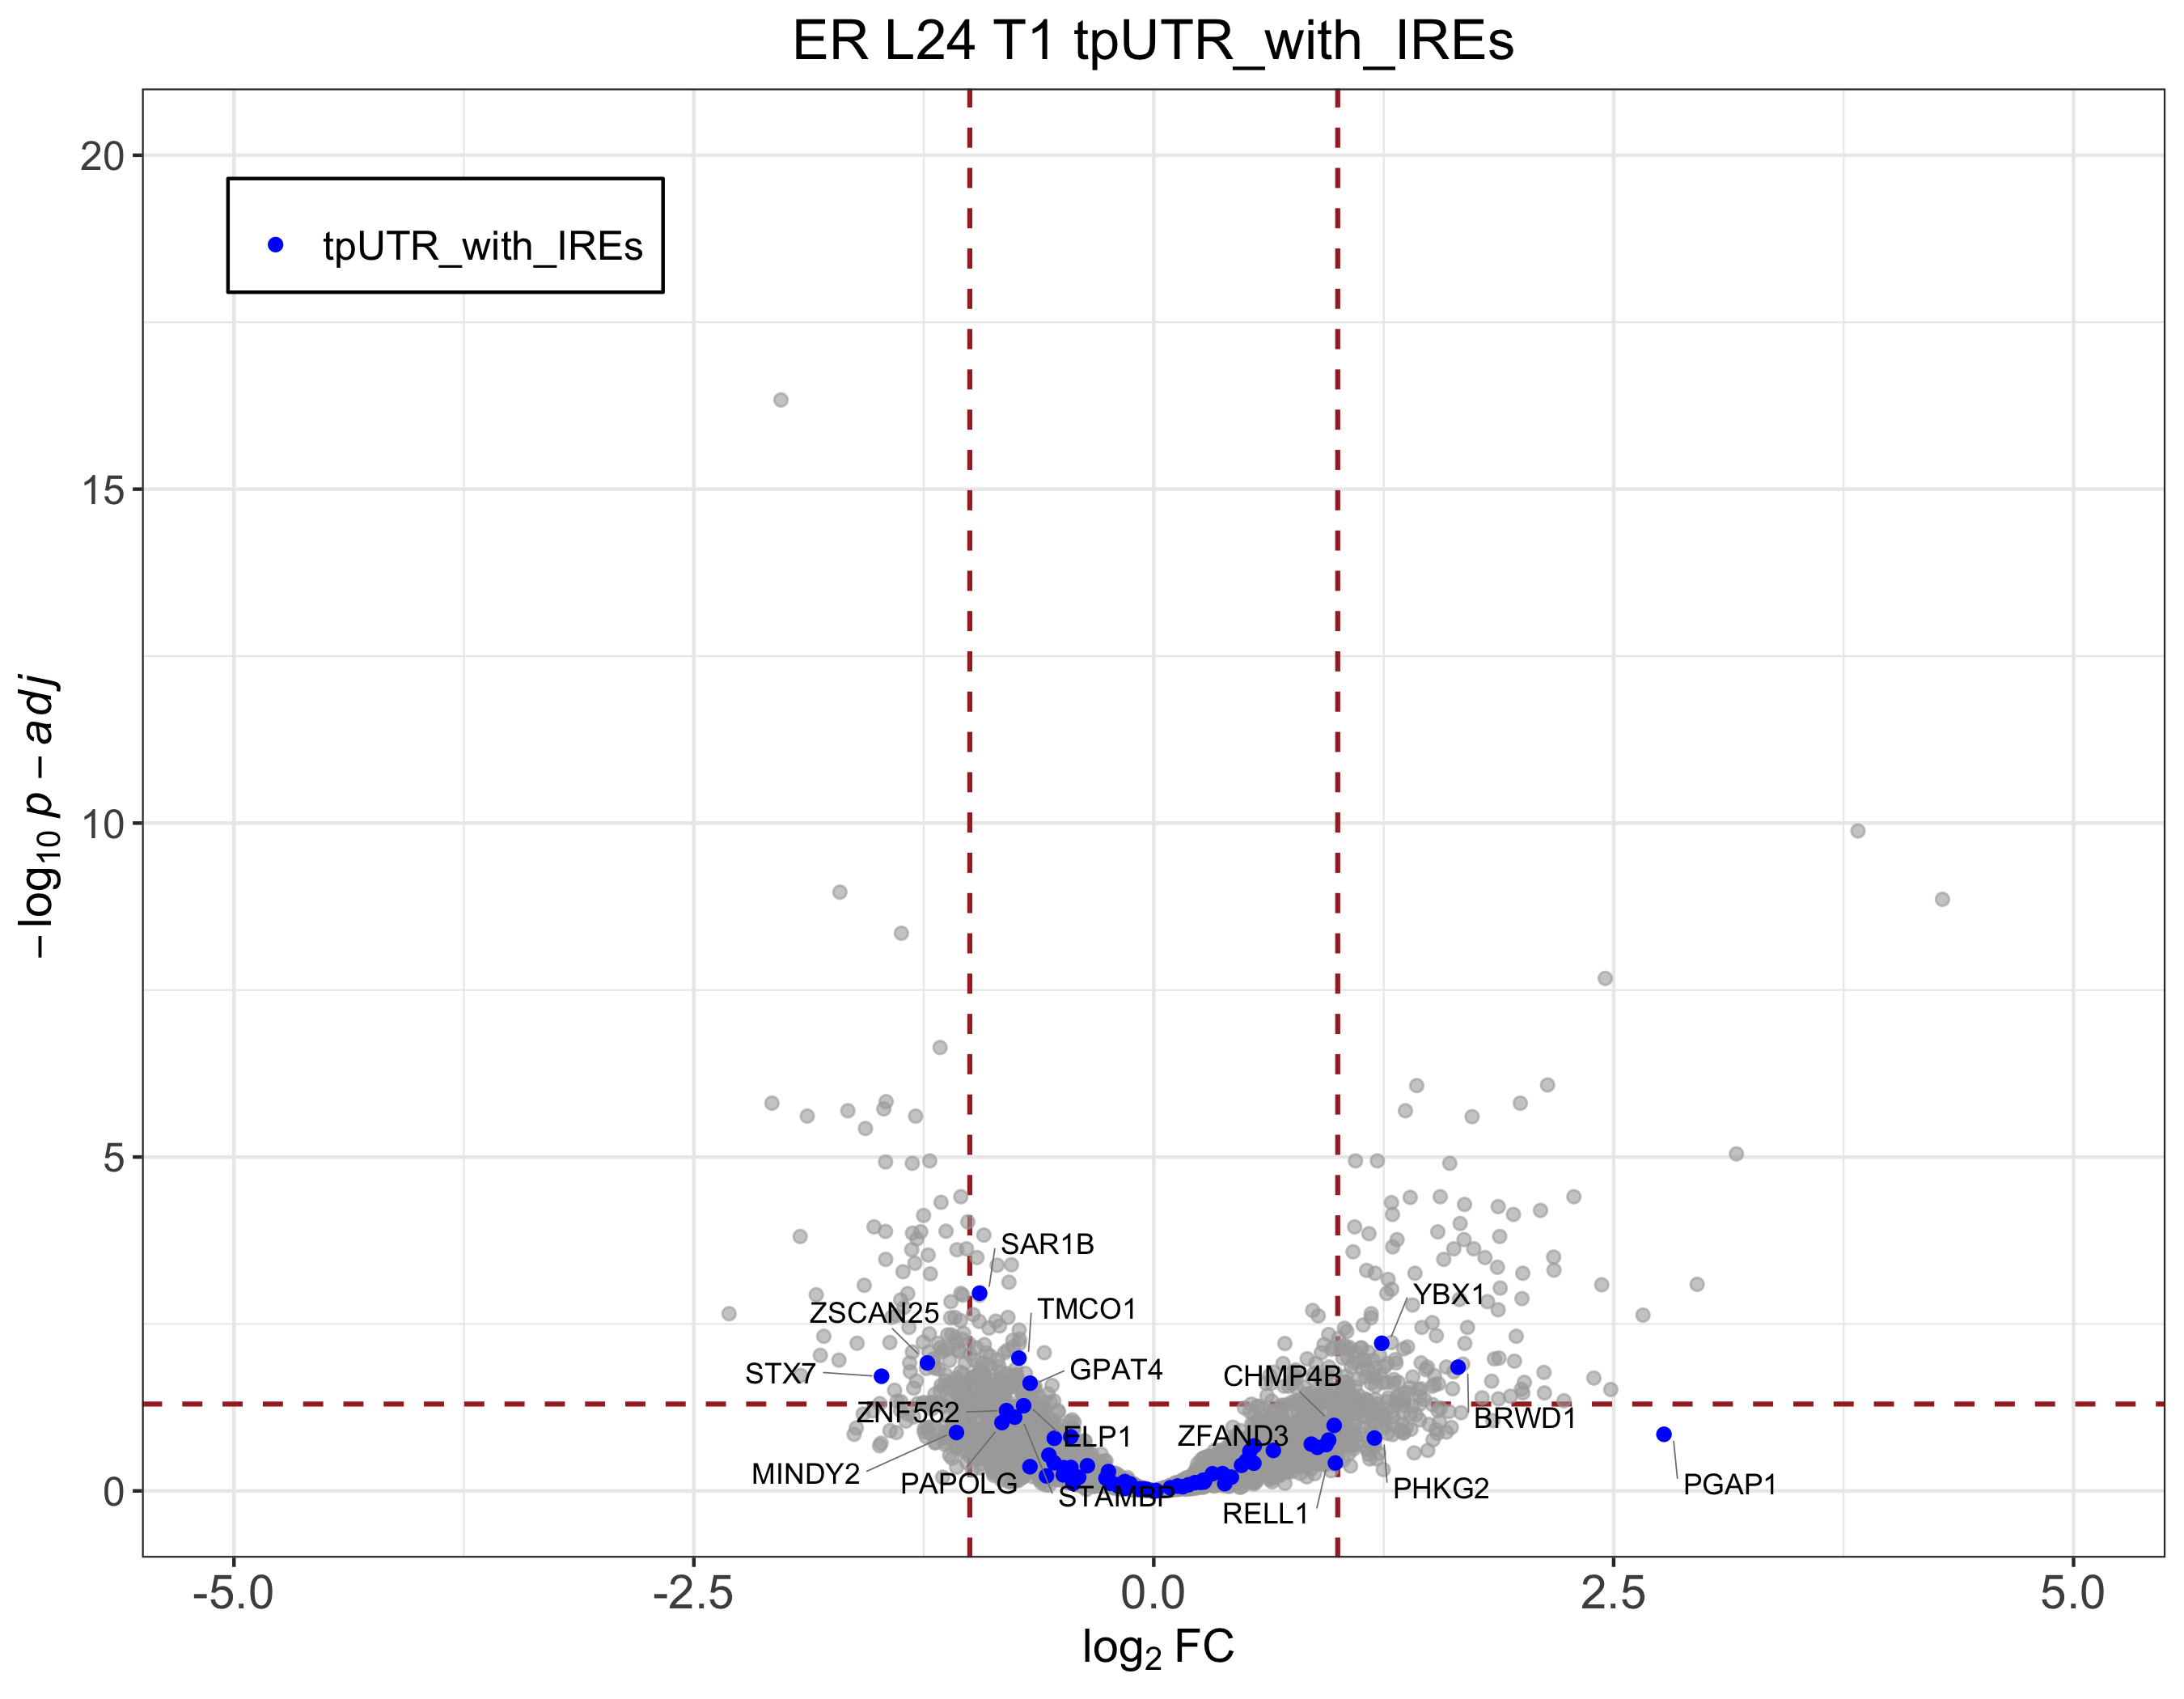 ER L24 T1 tpUTR_with_IREs
tpUTR_with_IREs
−log10 p − adj
20
15
10
5
0
SAR1B
ZSCAN25
TMCO1
YBX1
STX7
GPAT4
CHMP4B
ZNF562
ELP1
ZFAND3
BRWD1
MINDY2
PAPOLG
STAMBP
RELL1
PHKG2
PGAP1
-5.0
-2.5
0.0
2.5
5.0
log2 FC